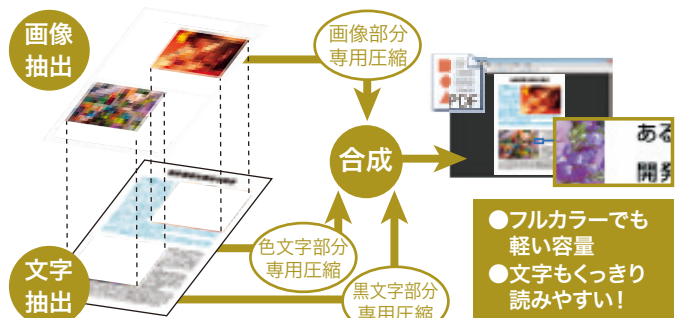 画像
抽出
画像部分
専用圧縮
PDF
合成
ある
開発
文字
抽出
色文字部分
専用圧縮
黒文字部分
専用圧縮
●フルカラーでも
軽い容量
●文字もくっきり
読みやすい!